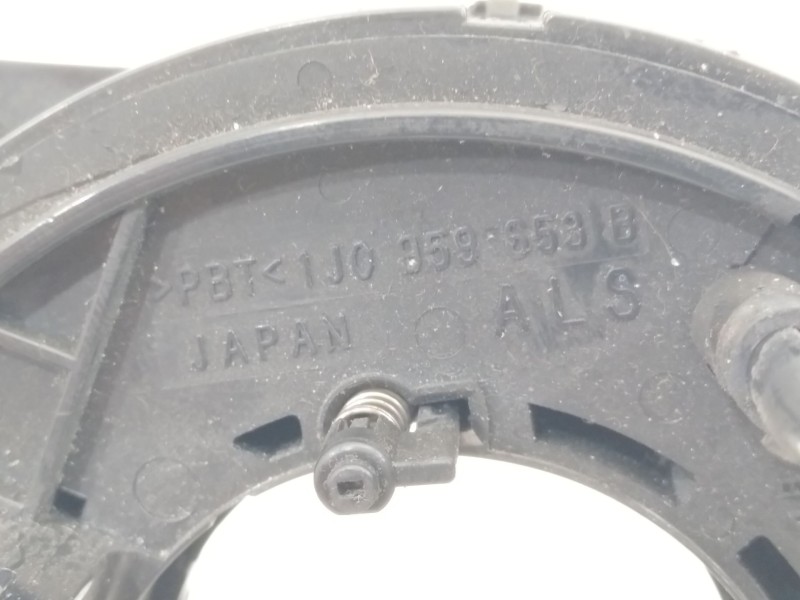 >PBT< 1J0 959 653 B
JAPAN ALS